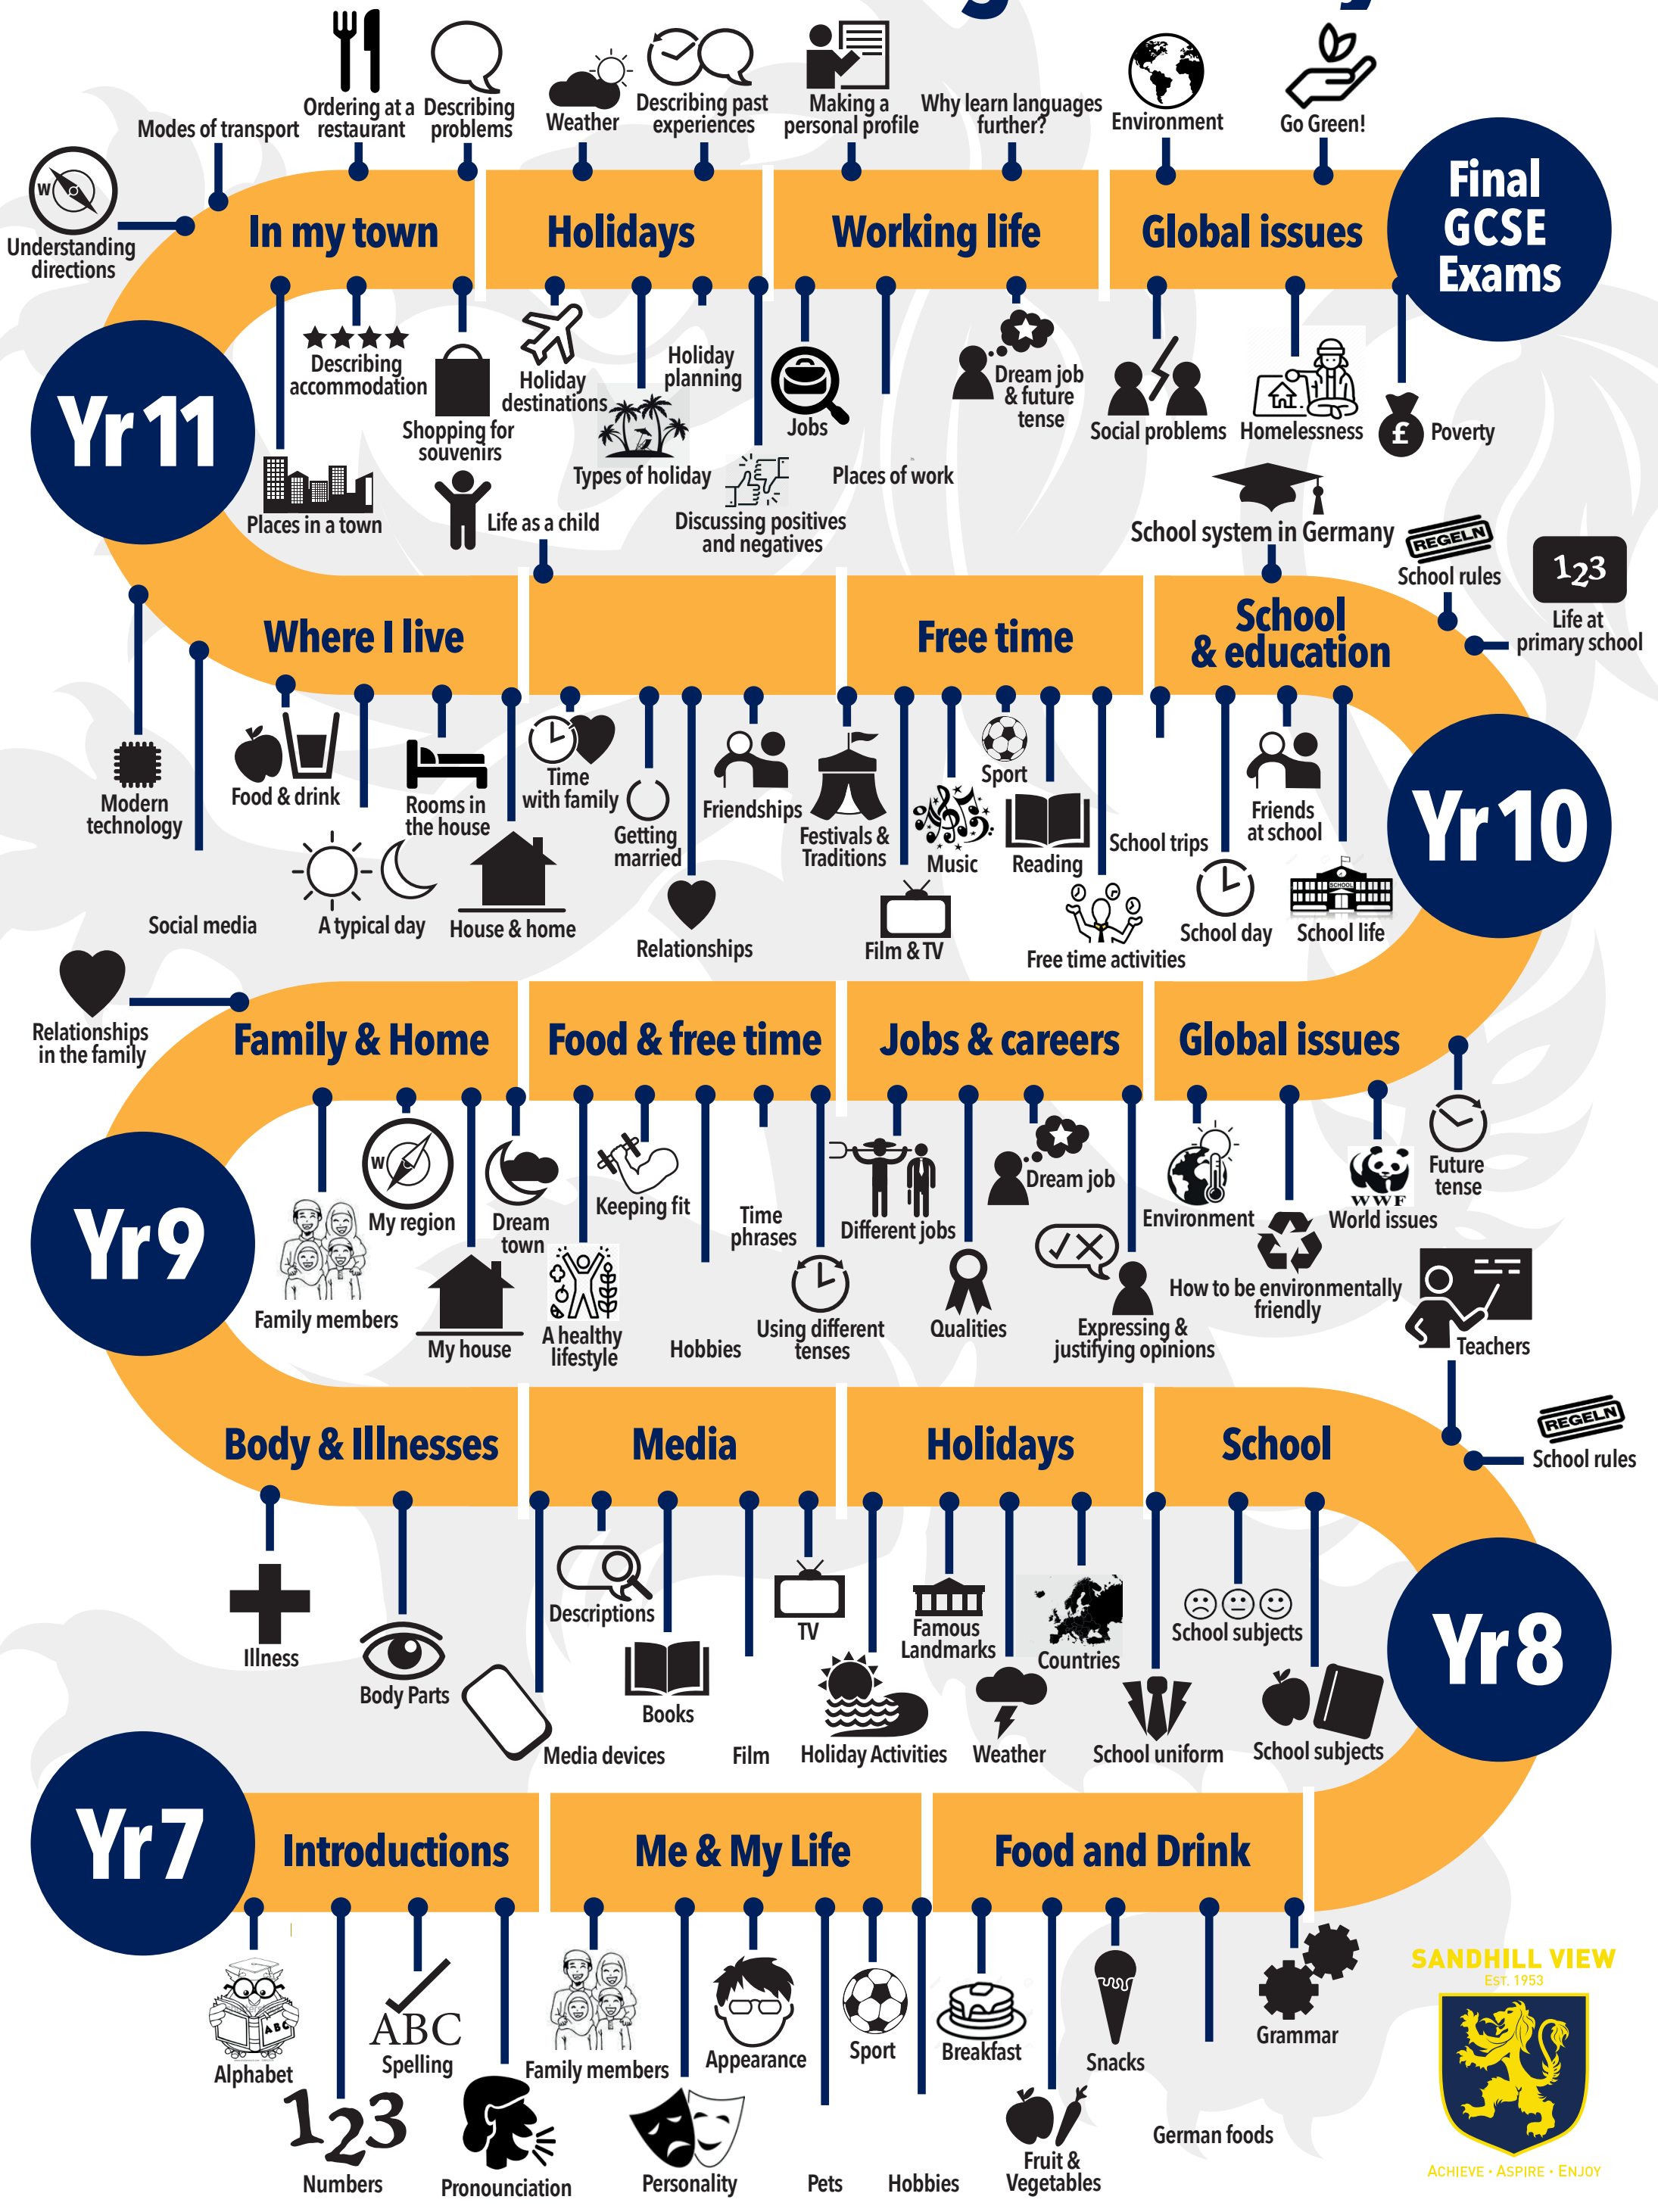 Ordering at a
restaurant
Describing
problems
Modes of transport
Weather
Describing past
experiences
Making a
personal profile
Why learn languages
further?
Environment
Go Green!
W
Understanding
directions
In my town
Holidays
Working life
Global issues
Final
GCSE
Exams
Yr 11
Describing
accommodation
Shopping for
souvenirs
Holiday
destinations
Holiday
planning
Types of holiday
Jobs
Discussing positives
and negatives
Places of work
Dream job
& future
tense
Social problems
Homelessness
£
Poverty
Places in a town
Life as a child
School system in Germany
REGELN
School rules
123
Life at
primary school
Where I live
Free time
School
& education
Modern
technology
Social media
Food & drink
A typical day
Rooms in
the house
House & home
Time
with family
Getting
married
Relationships
Friendships
Festivals &
Traditions
Film & TV
Music
Sport
Reading
Free time activities
School trips
School day
Friends
at school
SCHOOL
School life
Yr 10
Relationships
in the family
Family & Home
Food & free time
Jobs & careers
Global issues
Yr 9
Family members
W
My region
My house
Dream
town
A healthy
lifestyle
Keeping fit
Hobbies
Time
phrases
Using different
tenses
Different jobs
Qualities
Dream job
Expressing &
justifying opinions
Environment
How to be environmentally
friendly
WWF
World issues
Future
tense
Teachers
REGELN
School rules
Body & Illnesses
Media
Holidays
School
Illness
Body Parts
Media devices
Descriptions
Books
Film
TV
Holiday Activities
Famous
Landmarks
Weather
Countries
School uniform
School subjects
School subjects
Yr 8
Yr 7
Introductions
Me & My Life
Food and Drink
ABC
Alphabet
123
Numbers
ABC
Spelling
Pronounciation
Family members
Personality
Appearance
Pets
Sport
Hobbies
Breakfast
Fruit &
Vegetables
Snacks
German foods
Grammar
SANDHILL VIEW
EST. 1953
ACHIEVE • ASPIRE • ENJOY